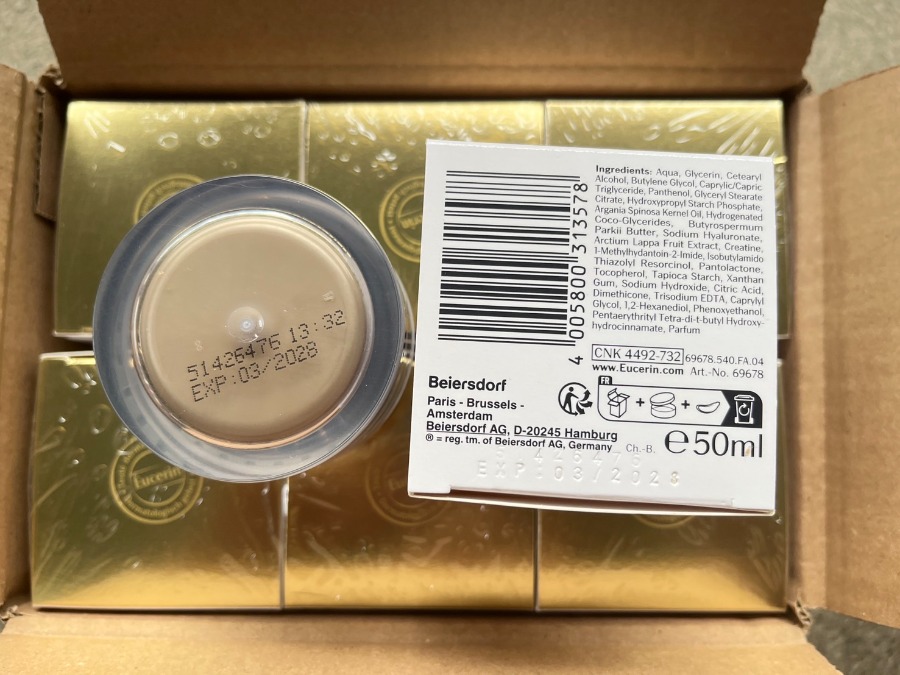 51426476 13:32
EXP:03/2028
4 005800 313578
Ingredients: Aqua, Glycerin, Cetearyl
Alcohol, Butylene Glycol, Caprylic/Capric
Triglyceride, Panthenol, Glyceryl Stearate
Citrate, Hydroxypropyl Starch Phosphate,
Argania Spinosa Kernel Oil, Hydrogenated
Coco-Glycerides, Butyrospermum
Parkii Butter, Sodium Hyaluronate,
Arctium Lappa Fruit Extract, Creatine,
1-Methylhydantoin-2-Imide, Isobutylamido
Thiazolyl Resorcinol, Pantolactone,
Tocopherol, Tapioca Starch, Xanthan
Gum, Sodium Hydroxide, Citric Acid,
Dimethicone, Trisodium EDTA, Caprylyl
Glycol, 1,2-Hexanediol, Phenoxyethanol,
Pentaerythrityl Tetra-di-t-butyl Hydroxy-
hydrocinnamate, Parfum
CNK 4492-732 69678.540.FA.04
www.Eucerin.com Art.-No. 69678
Beiersdorf
Paris - Brussels -
Amsterdam
Beiersdorf AG, D-20245 Hamburg
® = reg. tm. of Beiersdorf AG, Germany
FR
Ch.-B. e50ml
EXP:03/2028
Eucerin